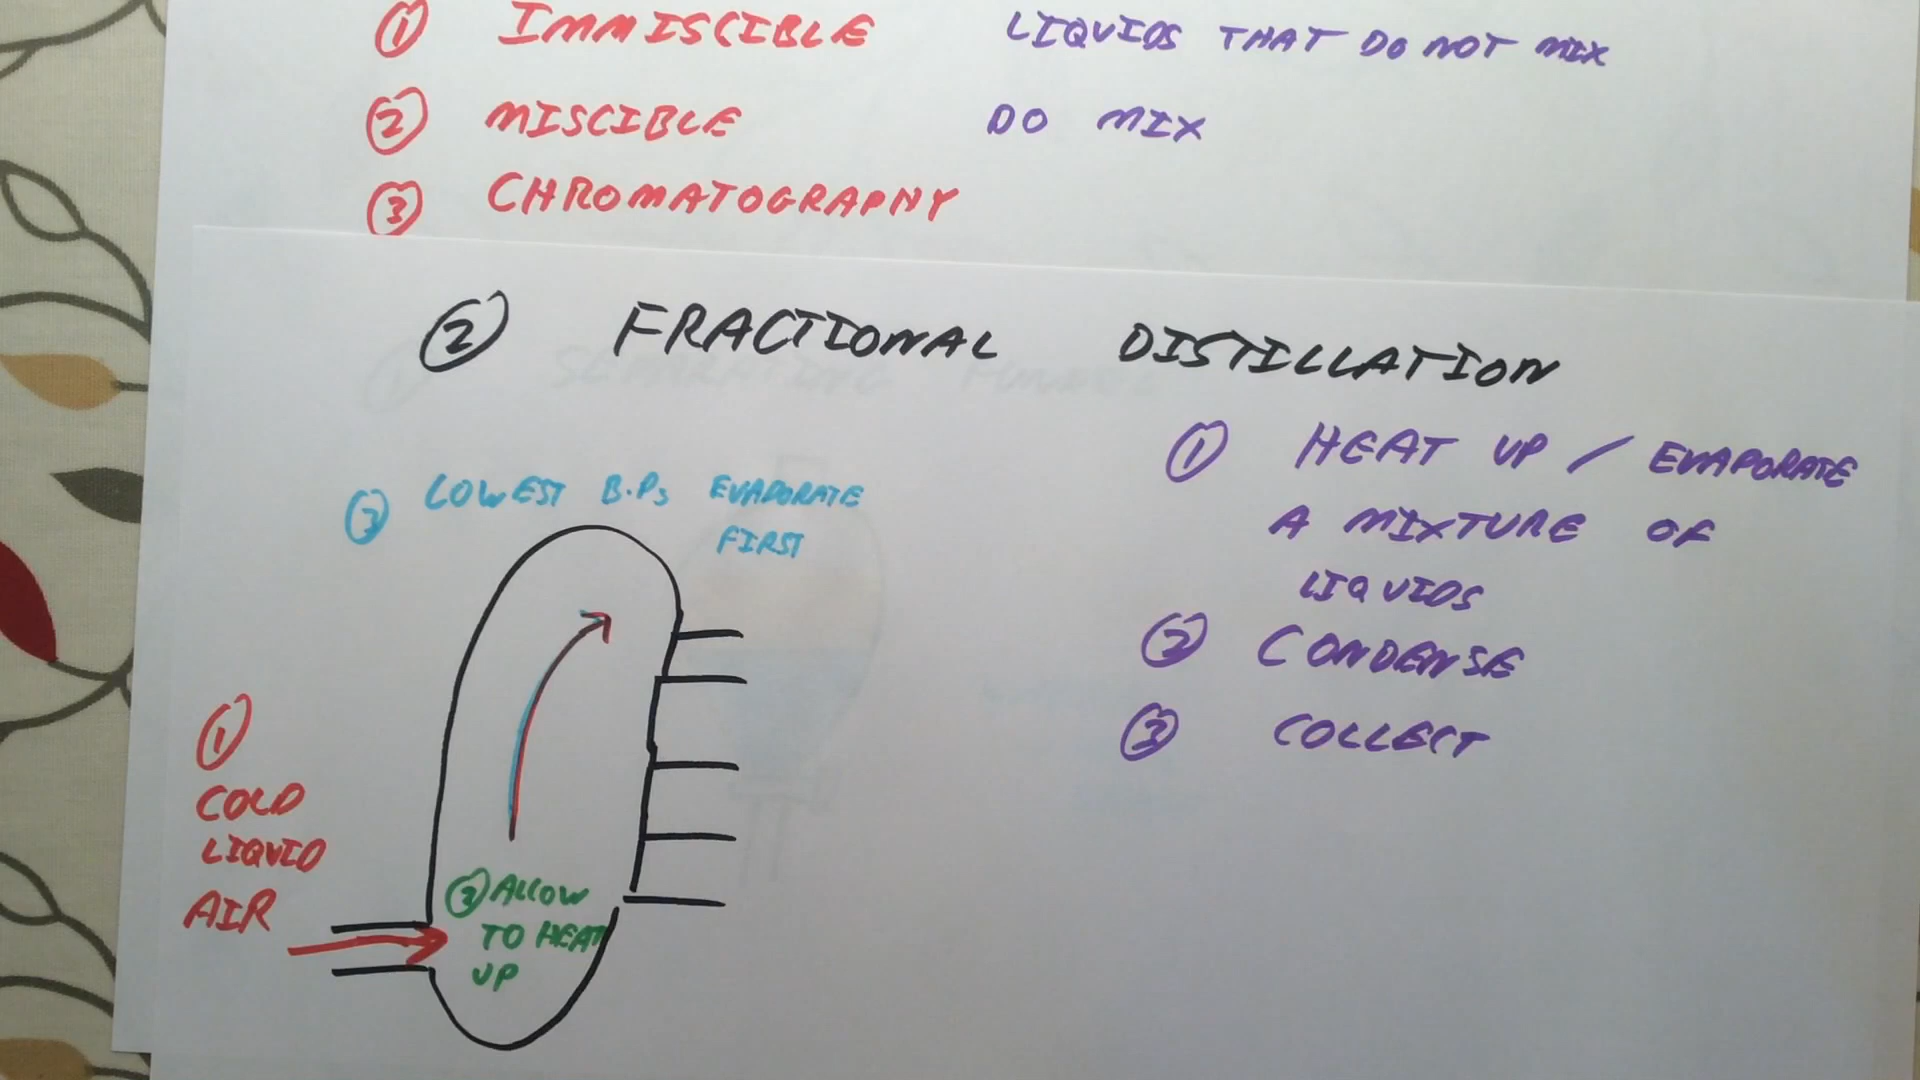 ① IMMISCIBLE LIQUIDS THAT DO NOT MIX
② MISCIBLE DO MIX
③ CHROMATOGRAPHY
② FRACTIONAL DISTILLATION
① HEAT UP / EVAPORATE
A MIXTURE OF
LIQUIDS
② CONDENSE
③ COLLECT
③ LOWEST B.Ps EVAPORATE
FIRST
①
COLD
LIQUID
AIR
② ALLOW
TO HEAT
UP